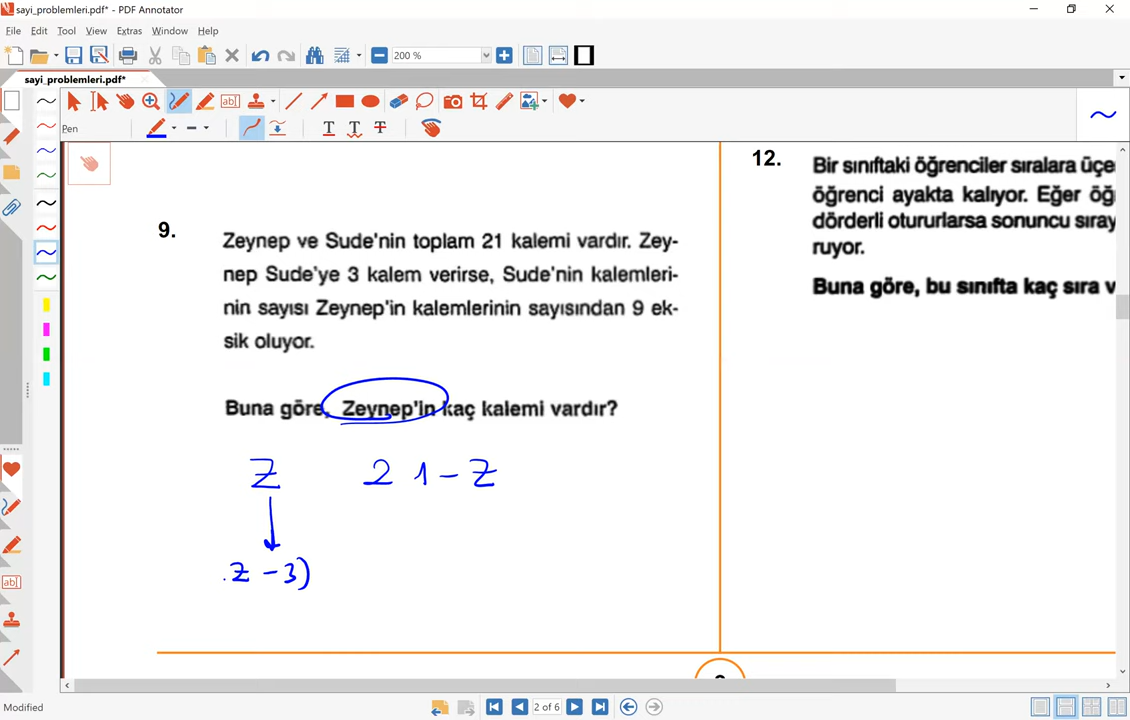 sayi_problemleri.pdf* - PDF Annotator
File Edit Tool View Extras Window Help
200 %
sayi_problemleri.pdf*
Pen
9.
Zeynep ve Sude'nin toplam 21 kalemi vardır. Zey-
nep Sude'ye 3 kalem verirse, Sude'nin kalemleri-
nin sayısı Zeynep'in kalemlerinin sayısından 9 ek-
sik oluyor.
Buna göre, Zeynep'in kaç kalemi vardır?
Z 21-Z
Z-3)
12.
Bir sınıftaki öğrenciler sıralara üçe
öğrenci ayakta kalıyor. Eğer öğ
dörderli otururlarsa sonuncu sıray
ruyor.
Buna göre, bu sınıfta kaç sıra v
Modified
2 of 6